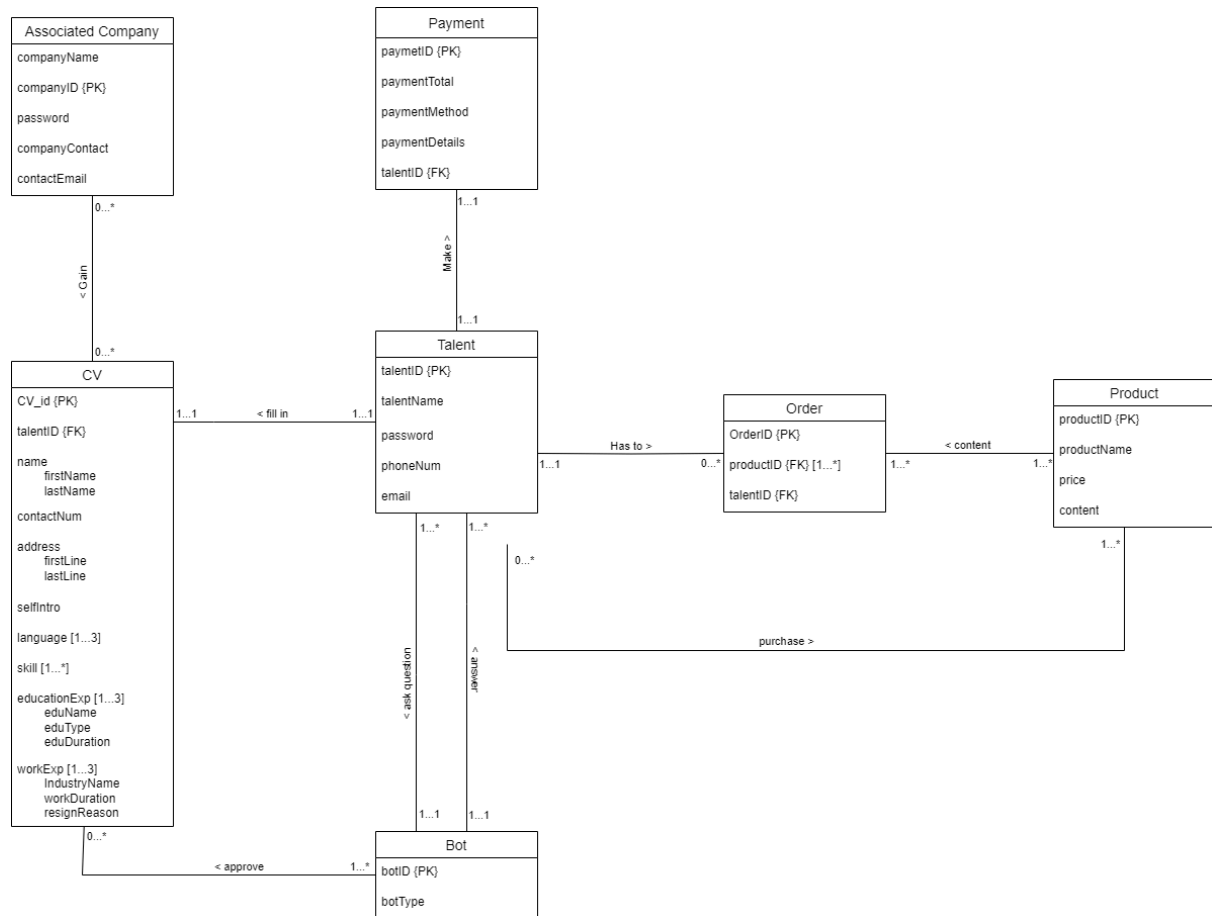 Associated Company
companyName
companyID {PK}
password
companyContact
contactEmail
0...*
< Gain
0...*
Payment
paymetID {PK}
paymentTotal
paymentMethod
paymentDetails
talentID {FK}
1...1
Make >
1...1
CV
CV_id {PK}
talentID {FK}
name
firstName
lastName
contactNum
address
firstLine
lastLine
selfIntro
language [1...3]
skill [1...*]
educationExp [1...3]
eduName
eduType
eduDuration
workExp [1...3]
IndustryName
workDuration
resignReason
1...1
< fill in
1...1
Talent
talentID {PK}
talentName
password
phoneNum
email
1...1
Has to >
0...*
Order
OrderID {PK}
productID {FK} [1...*]
talentID {FK}
1...*
< content
1...*
Product
productID {PK}
productName
price
content
1...*
0...*
purchase >
1...*
1...*
< ask question
< answer
1...1
1...1
0...*
< approve
1...*
Bot
botID {PK}
botType